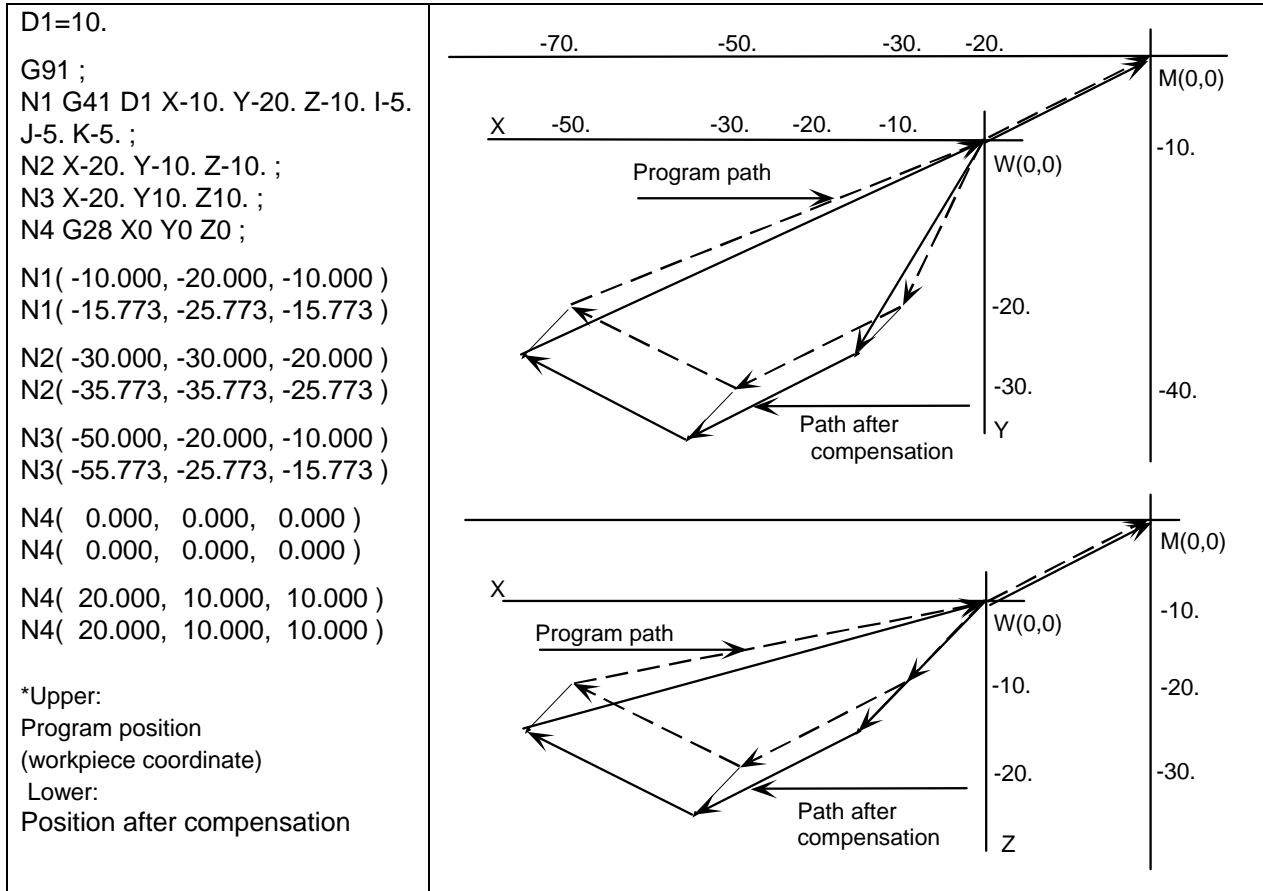 D1=10.
G91 ;
N1 G41 D1 X-10. Y-20. Z-10. I-5.
J-5. K-5. ;
N2 X-20. Y-10. Z-10. ;
N3 X-20. Y10. Z10. ;
N4 G28 X0 Y0 Z0 ;
N1( -10.000, -20.000, -10.000 )
N1( -15.773, -25.773, -15.773 )
N2( -30.000, -30.000, -20.000 )
N2( -35.773, -35.773, -25.773 )
N3( -50.000, -20.000, -10.000 )
N3( -55.773, -25.773, -15.773 )
N4( 0.000, 0.000, 0.000 )
N4( 0.000, 0.000, 0.000 )
N4( 20.000, 10.000, 10.000 )
N4( 20.000, 10.000, 10.000 )
*Upper:
Program position
(workpiece coordinate)
Lower:
Position after compensation
-70. -50. -30. -20.
M(0,0)
X -50. -30. -20. -10.
-10.
W(0,0)
Program path
-20.
-30.
-40.
Path after
compensation
Y
M(0,0)
X
-10.
W(0,0)
Program path
-10.
-20.
-20.
-30.
Path after
compensation
Z